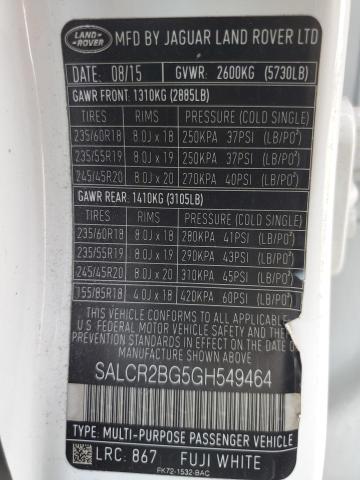 LAND-
ROVER
MFD BY JAGUAR LAND ROVER LTD
DATE: 08/15 GVWR: 2600KG (5730LB)
GAWR FRONT: 1310KG (2885LB)
TIRES RIMS PRESSURE (COLD SINGLE)
235/60R18 8.0J x 18 250KPA 37PSI (LB/PO²)
235/55R19 8.0J x 19 250KPA 37PSI (LB/PO²)
245/45R20 8.0J x 20 270KPA 40PSI (LB/PO²)
GAWR REAR: 1410KG (3105LB)
TIRES RIMS PRESSURE (COLD SINGLE)
235/60R18 8.0J x 18 280KPA 41PSI (LB/PO²)
235/55R19 8.0J x 19 290KPA 43PSI (LB/PO²)
245/45R20 8.0J x 20 310KPA 45PSI (LB/PO²)
155/85R18 4.0J x 18 420KPA 60PSI (LB/PO²)
THIS VEHICLE CONFORMS TO ALL APPLICABLE
U.S. FEDERAL MOTOR VEHICLE SAFETY, BUMPER
& THEFT PREVENTION STANDARDS IN EFFECT ON
THE DATE OF MANUFACTURE SHOWN ABOVE.
SALCR2BG5GH549464
TYPE: MULTI-PURPOSE PASSENGER VEHICLE
LRC: 867 FUJI WHITE
FK72-1532-BAC